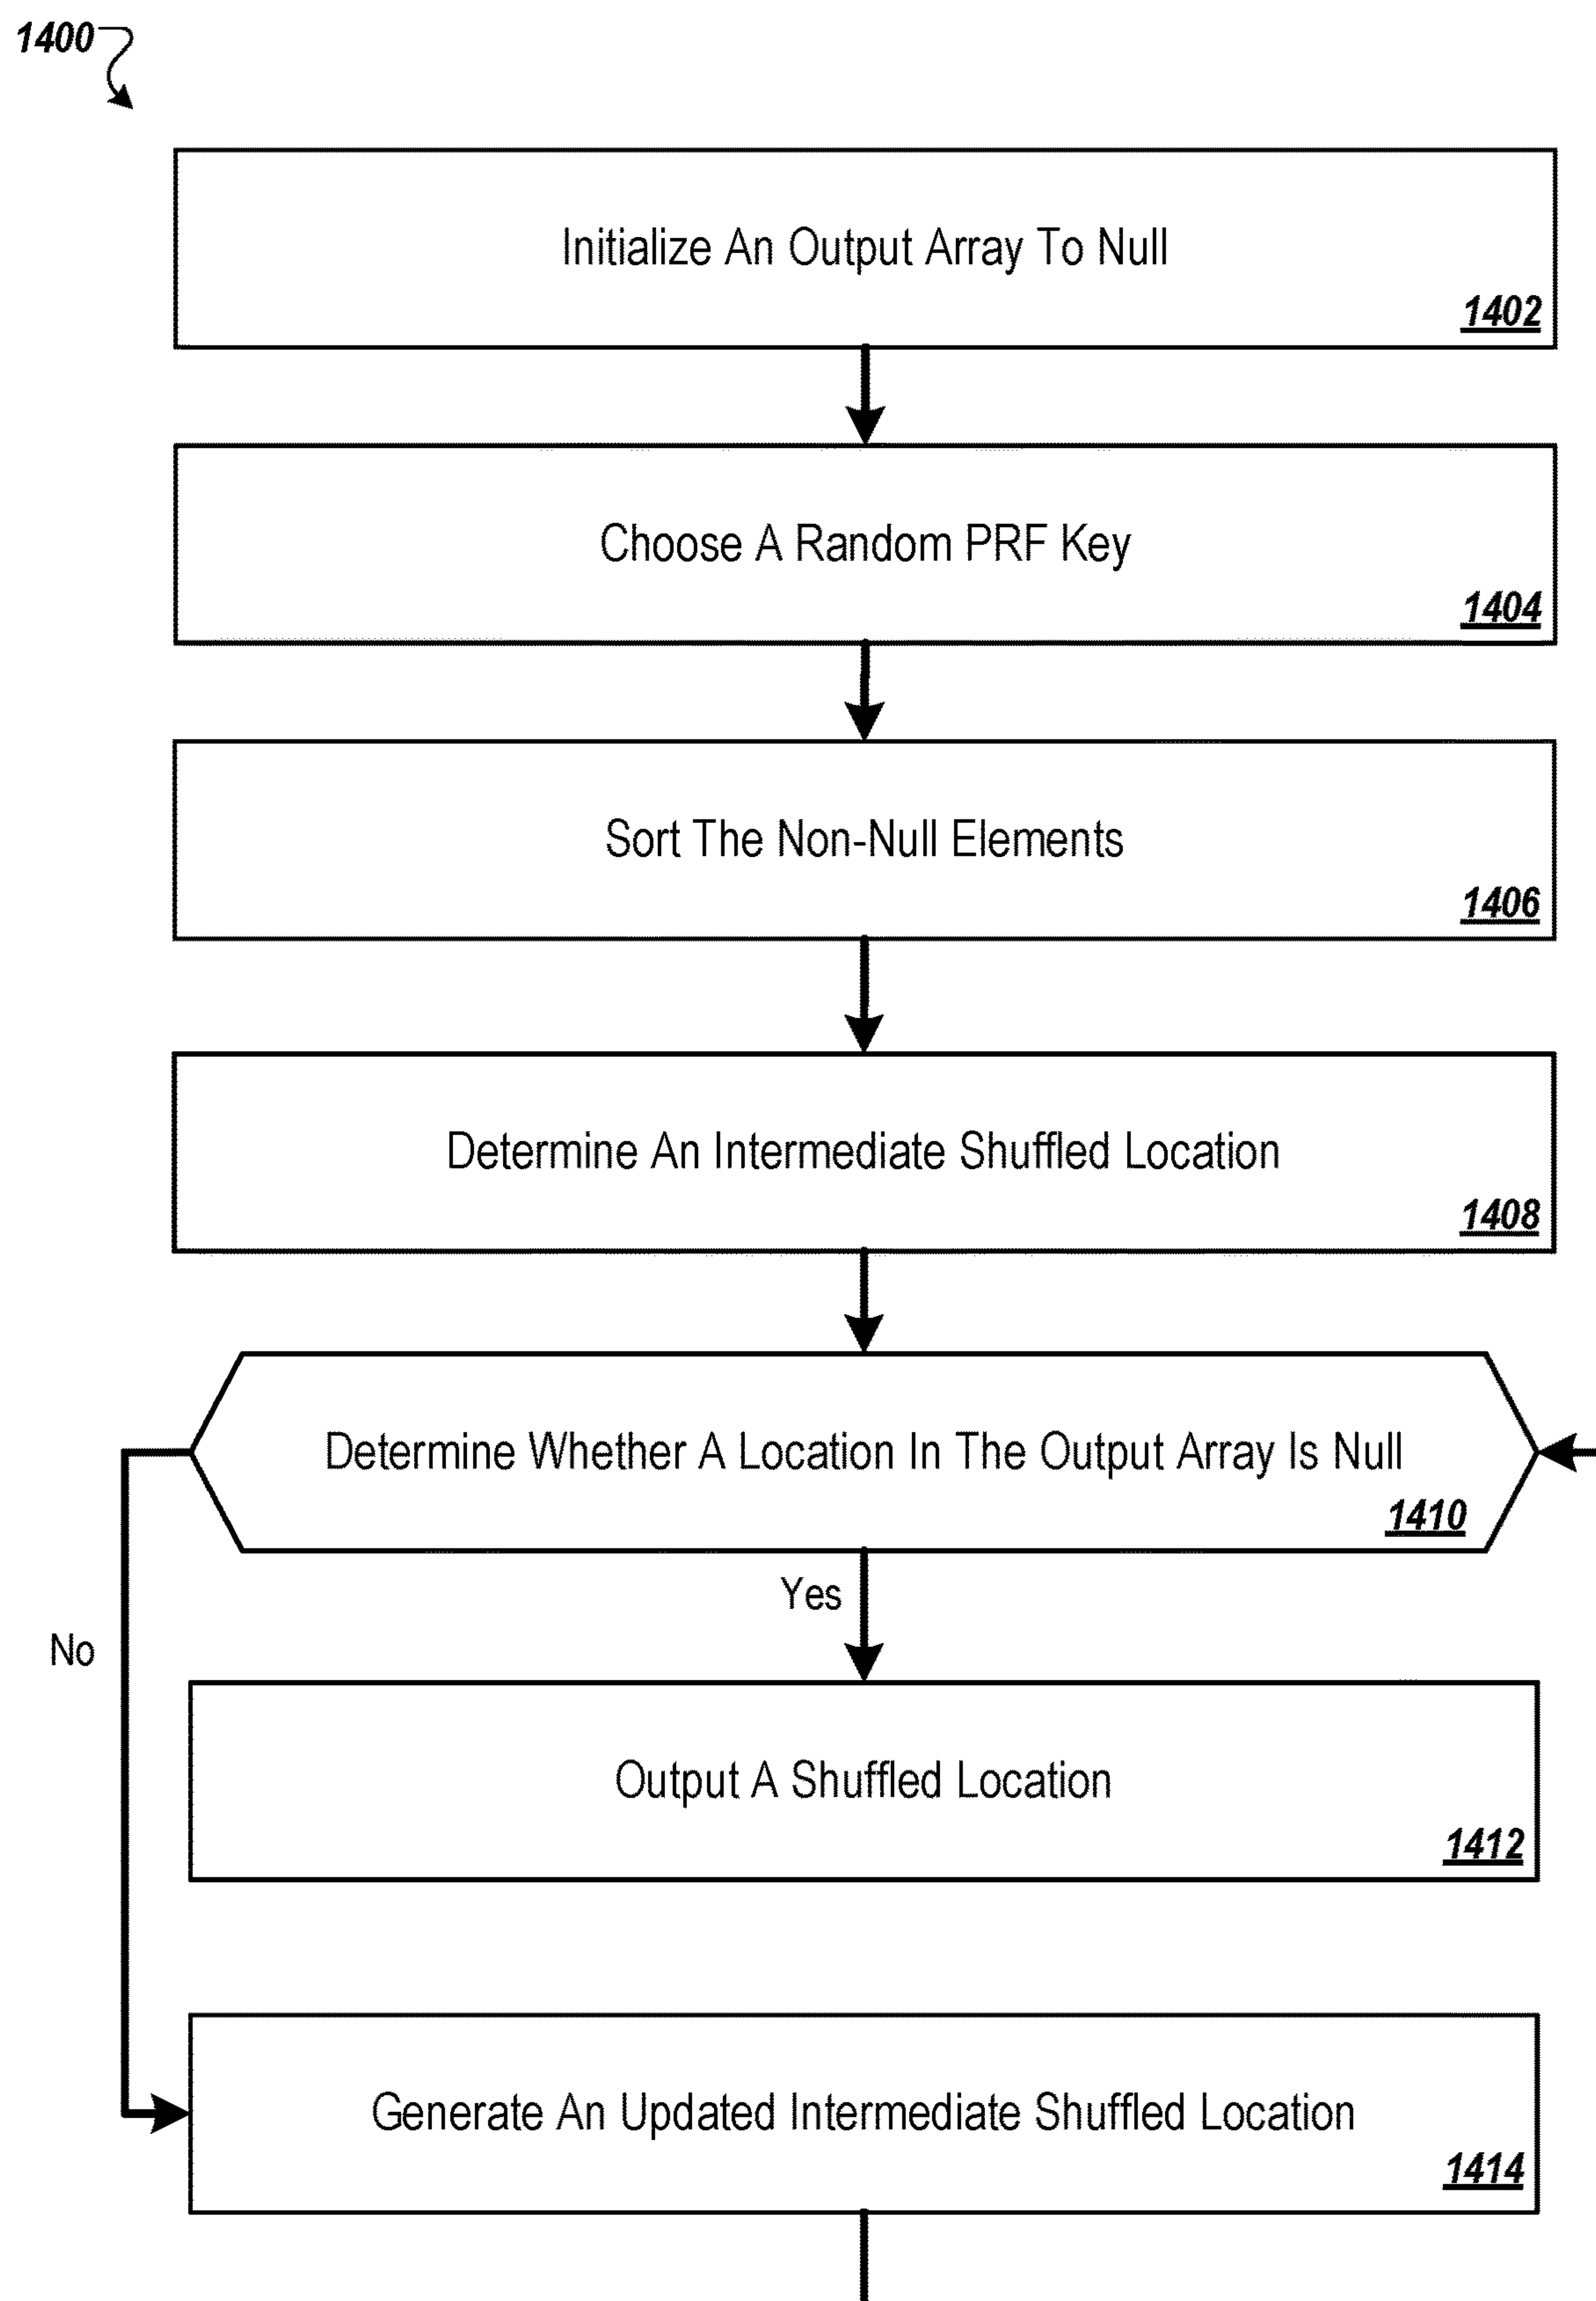 1400
Initialize An Output Array To Null
1402
Choose A Random PRF Key
1404
Sort The Non-Null Elements
1406
Determine An Intermediate Shuffled Location
1408
Determine Whether A Location In The Output Array Is Null
1410
Yes
No
Output A Shuffled Location
1412
Generate An Updated Intermediate Shuffled Location
1414